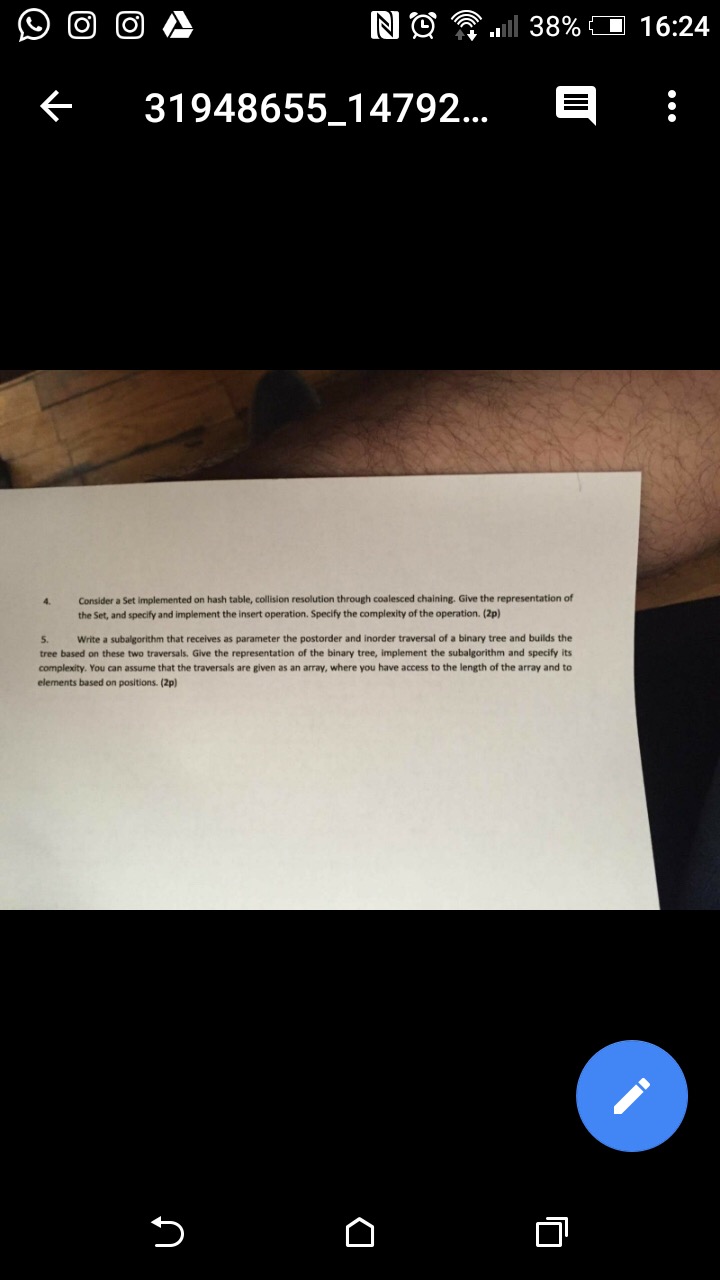 38% 16:24
31948655_14792...
4. Consider a Set implemented on hash table, collision resolution through coalesced chaining. Give the representation of
the Set, and specify and implement the insert operation. Specify the complexity of the operation. (2p)
5. Write a subalgorithm that receives as parameter the postorder and inorder traversal of a binary tree and builds the
tree based on these two traversals. Give the representation of the binary tree, implement the subalgorithm and specify its
complexity. You can assume that the traversals are given as an array, where you have access to the length of the array and to
elements based on positions. (2p)